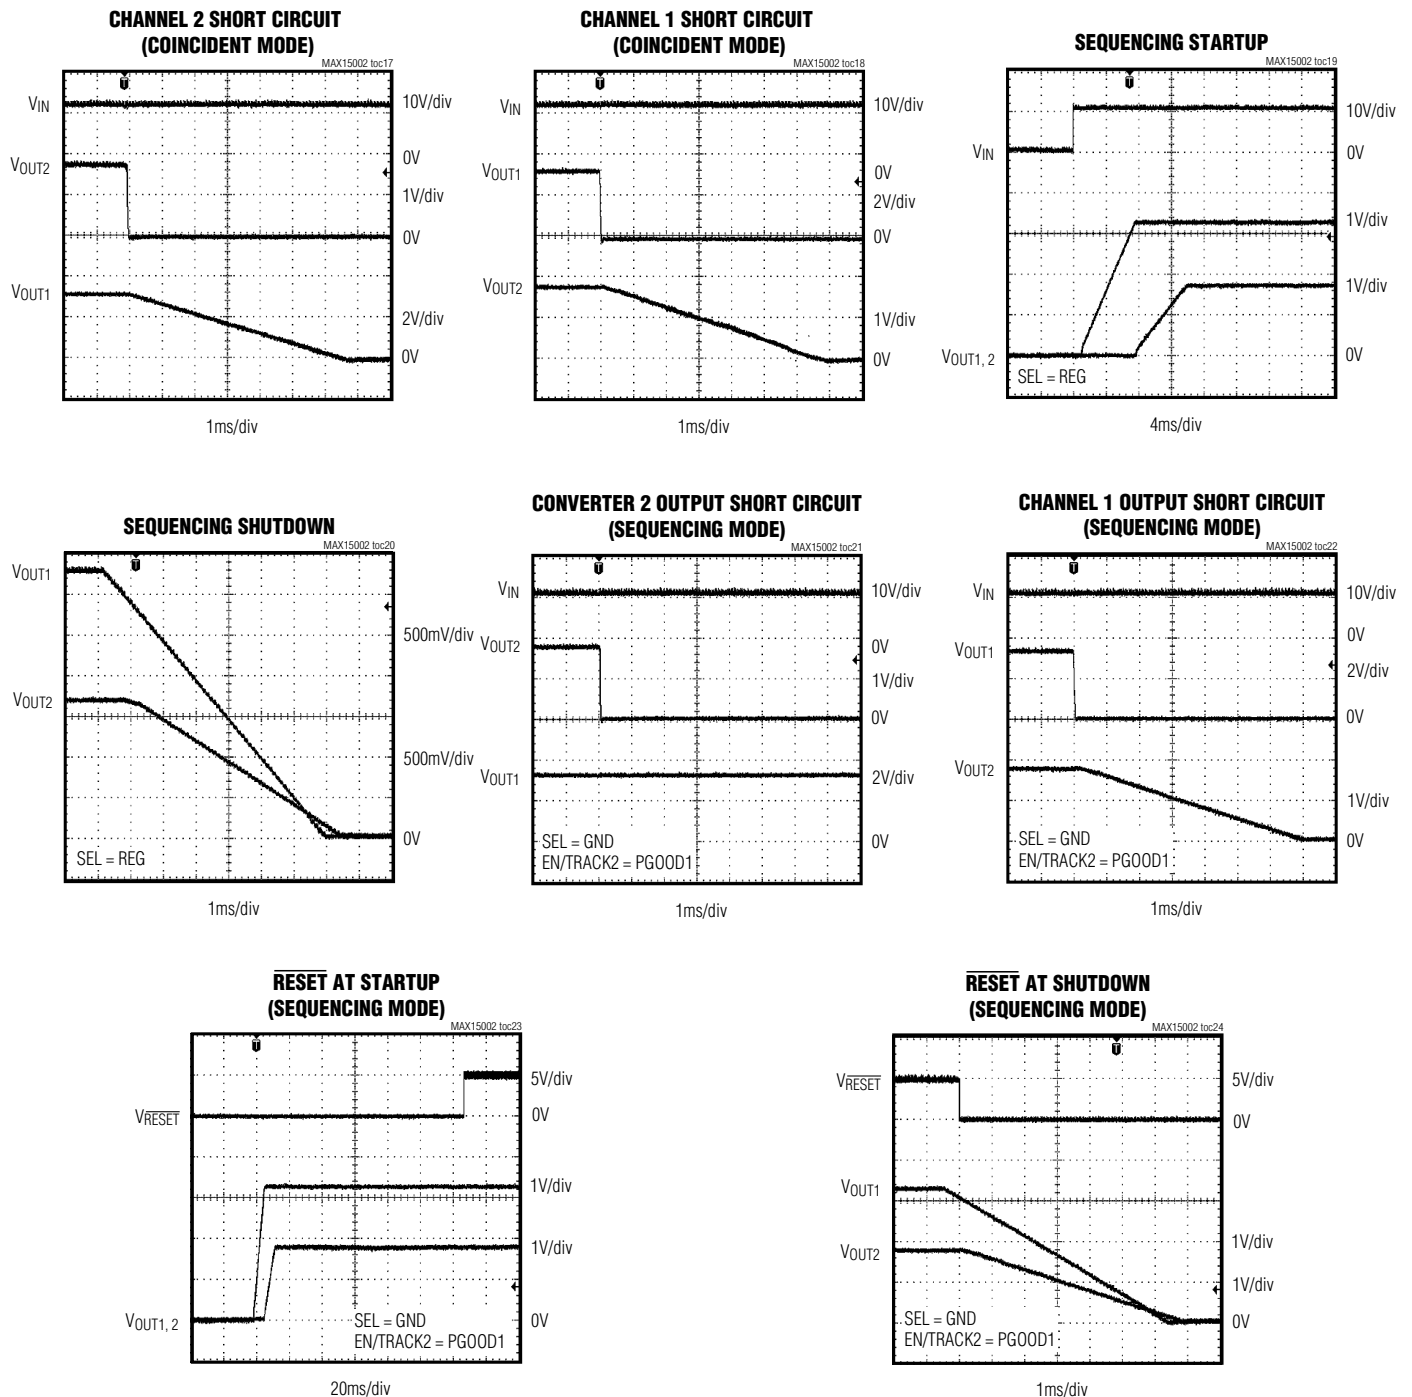 CHANNEL 2 SHORT CIRCUIT
(COINCIDENT MODE)
MAX15002 toc17
T
VIN
10V/div
VOUT2
0V
1V/div
0V
VOUT1
2V/div
0V
1ms/div
CHANNEL 1 SHORT CIRCUIT
(COINCIDENT MODE)
MAX15002 toc18
T
VIN
10V/div
VOUT1
0V
2V/div
0V
VOUT2
1V/div
0V
1ms/div
SEQUENCING STARTUP
MAX15002 toc19
T
10V/div
VIN
0V
1V/div
1V/div
VOUT1, 2
0V
SEL = REG
4ms/div
SEQUENCING SHUTDOWN
MAX15002 toc20
T
VOUT1
500mV/div
VOUT2
500mV/div
0V
SEL = REG
1ms/div
CONVERTER 2 OUTPUT SHORT CIRCUIT
(SEQUENCING MODE)
MAX15002 toc21
T
VIN
10V/div
VOUT2
0V
1V/div
0V
VOUT1
2V/div
SEL = GND
0V
EN/TRACK2 = PGOOD1
1ms/div
CHANNEL 1 OUTPUT SHORT CIRCUIT
(SEQUENCING MODE)
MAX15002 toc22
T
VIN
10V/div
0V
VOUT1
2V/div
0V
VOUT2
1V/div
SEL = GND
0V
EN/TRACK2 = PGOOD1
1ms/div
RESET AT STARTUP
(SEQUENCING MODE)
MAX15002 toc23
T
5V/div
VRESET
0V
1V/div
1V/div
VOUT1, 2
SEL = GND
0V
EN/TRACK2 = PGOOD1
20ms/div
RESET AT SHUTDOWN
(SEQUENCING MODE)
MAX15002 toc24
T
VRESET
5V/div
0V
VOUT1
VOUT2
1V/div
1V/div
SEL = GND
0V
EN/TRACK2 = PGOOD1
1ms/div